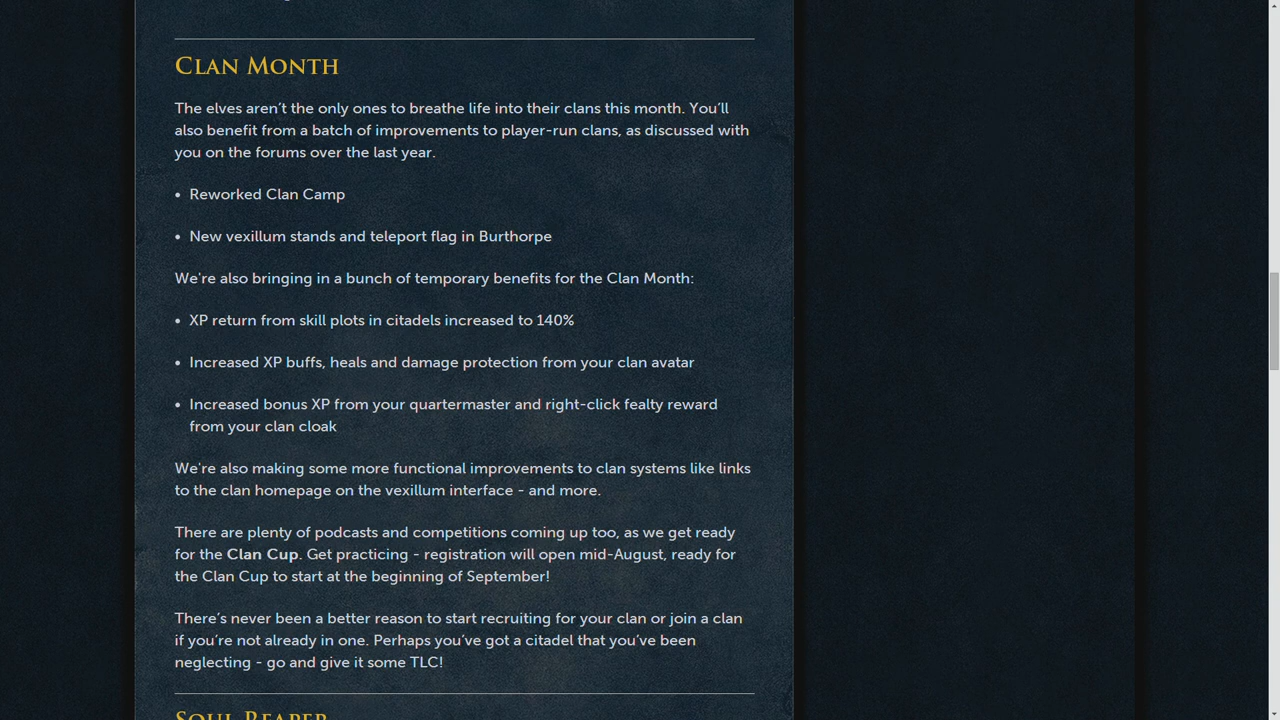 Clan Month
The elves aren’t the only ones to breathe life into their clans this month. You’ll
also benefit from a batch of improvements to player-run clans, as discussed with
you on the forums over the last year.
• Reworked Clan Camp
• New vexillum stands and teleport flag in Burthorpe
We're also bringing in a bunch of temporary benefits for the Clan Month:
• XP return from skill plots in citadels increased to 140%
• Increased XP buffs, heals and damage protection from your clan avatar
• Increased bonus XP from your quartermaster and right-click fealty reward
from your clan cloak
We're also making some more functional improvements to clan systems like links
to the clan homepage on the vexillum interface - and more.
There are plenty of podcasts and competitions coming up too, as we get ready
for the Clan Cup. Get practicing - registration will open mid-August, ready for
the Clan Cup to start at the beginning of September!
There’s never been a better reason to start recruiting for your clan or join a clan
if you’re not already in one. Perhaps you’ve got a citadel that you’ve been
neglecting - go and give it some TLC!
Soul Reaper